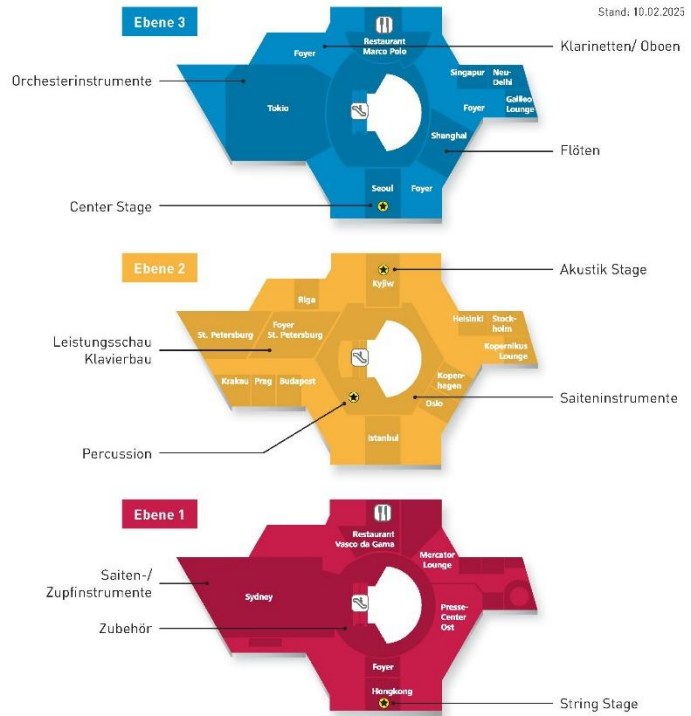 Stand: 10.02.2025
Ebene 3
Klarinetten/ Oboen
Restaurant
Marco Polo
Foyer
Orchesterinstrumente
Singapur
Neu-
Delhi
Tokio
Foyer
Galileo
Lounge
Shanghai
Flöten
Seoul
Foyer
Center Stage
Ebene 2
Akustik Stage
Kyjiw
Riga
Helsinki
Stock-
holm
St. Petersburg
Foyer
St. Petersburg
Kopernikus
Lounge
Leistungsschau
Klavierbau
Krakau
Prag
Budapest
Kopen-
hagen
Oslo
Saiteninstrumente
Istanbul
Percussion
Ebene 1
Restaurant
Vasco da Gama
Mercator
Lounge
Saiten-/
Zupfinstrumente
Sydney
Presse-
Center
Ost
Zubehör
Foyer
Hongkong
String Stage